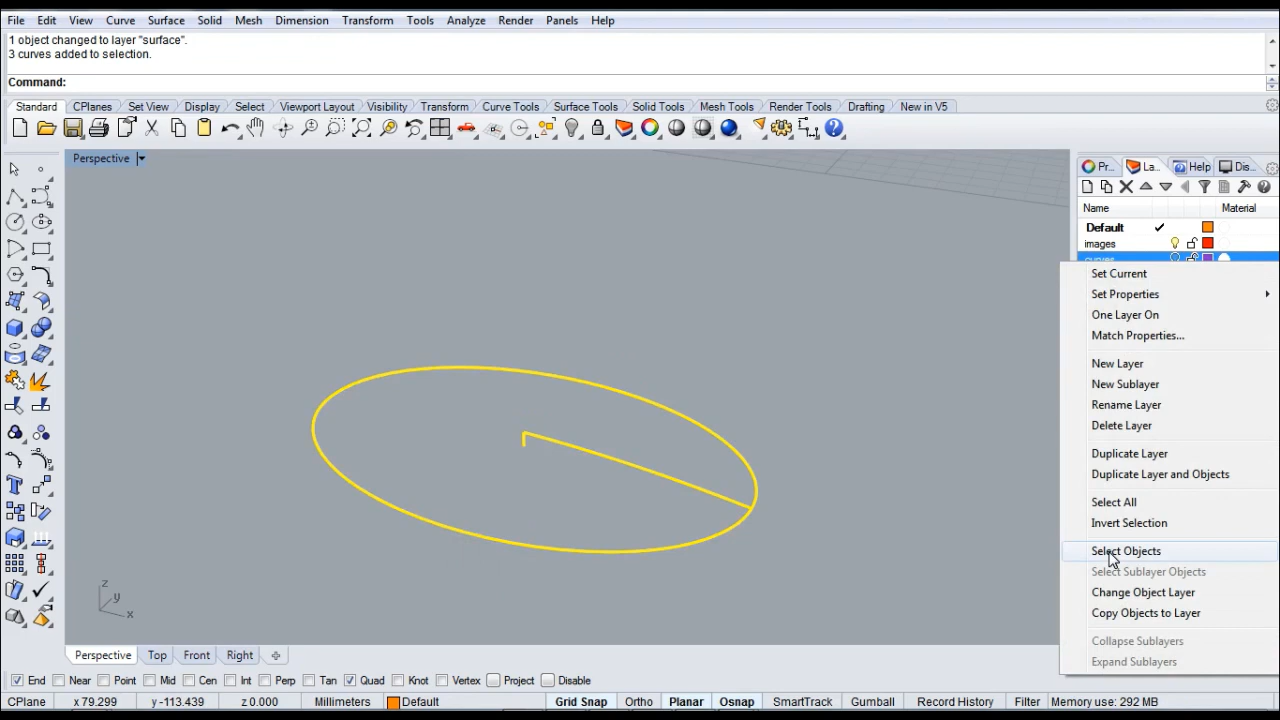 File Edit View Curve Surface Solid Mesh Dimension Transform Tools Analyze Render Panels Help
1 object changed to layer "surface".
3 curves added to selection.
Command:
Standard CPlanes Set View Display Select Viewport Layout Visibility Transform Curve Tools Surface Tools Solid Tools Mesh Tools Render Tools Drafting New in V5
Perspective
Pr... La... Help Dis...
Name Material
Default
images
curves
Set Current
Set Properties
One Layer On
Match Properties...
New Layer
New Sublayer
Rename Layer
Delete Layer
Duplicate Layer
Duplicate Layer and Objects
Select All
Invert Selection
Select Objects
Select Sublayer Objects
Change Object Layer
Copy Objects to Layer
Collapse Sublayers
Expand Sublayers
z
y
x
Perspective Top Front Right
End Near Point Mid Cen Int Perp Tan Quad Knot Vertex Project Disable
CPlane x 79.299 y -113.439 z 0.000 Millimeters Default Grid Snap Ortho Planar Osnap SmartTrack Gumball Record History Filter Memory use: 292 MB